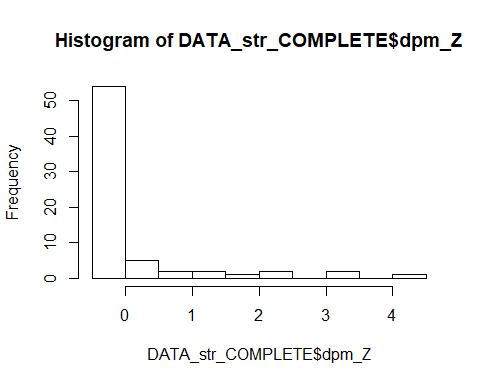 Histogram of DATA_str_COMPLETE$dpm_Z
Frequency
50
40
30
20
10
0
0 1 2 3 4
DATA_str_COMPLETE$dpm_Z